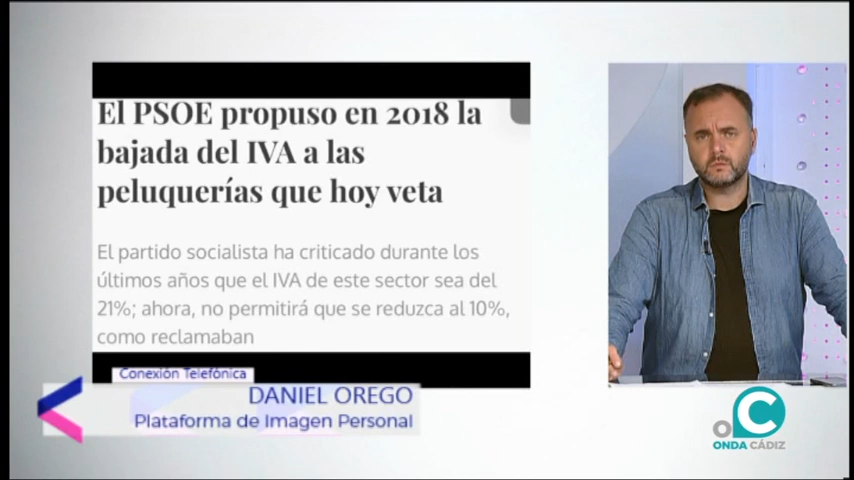 El PSOE propuso en 2018 la
bajada del IVA a las
peluquerías que hoy veta
El partido socialista ha criticado durante los
últimos años que el IVA de este sector sea del
21%; ahora, no permitirá que se reduzca al 10%,
como reclamaban
Conexión Telefónica
DANIEL OREGO
Plataforma de Imagen Personal
oC
ONDA CÁDIZ